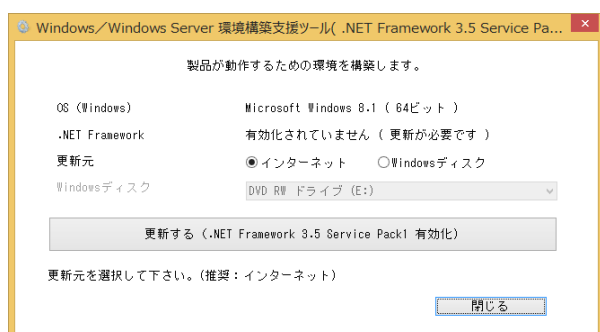 Windows／Windows Server 環境構築支援ツール( .NET Framework 3.5 Service Pa...
製品が動作するための環境を構築します。
OS (Windows) Microsoft Windows 8.1 ( 64ビット )
.NET Framework 有効化されていません ( 更新が必要です )
更新元 インターネット Windowsディスク
Windowsディスク DVD RW ドライブ (E:)
更新する (.NET Framework 3.5 Service Pack1 有効化)
更新元を選択して下さい。(推奨：インターネット)
閉じる